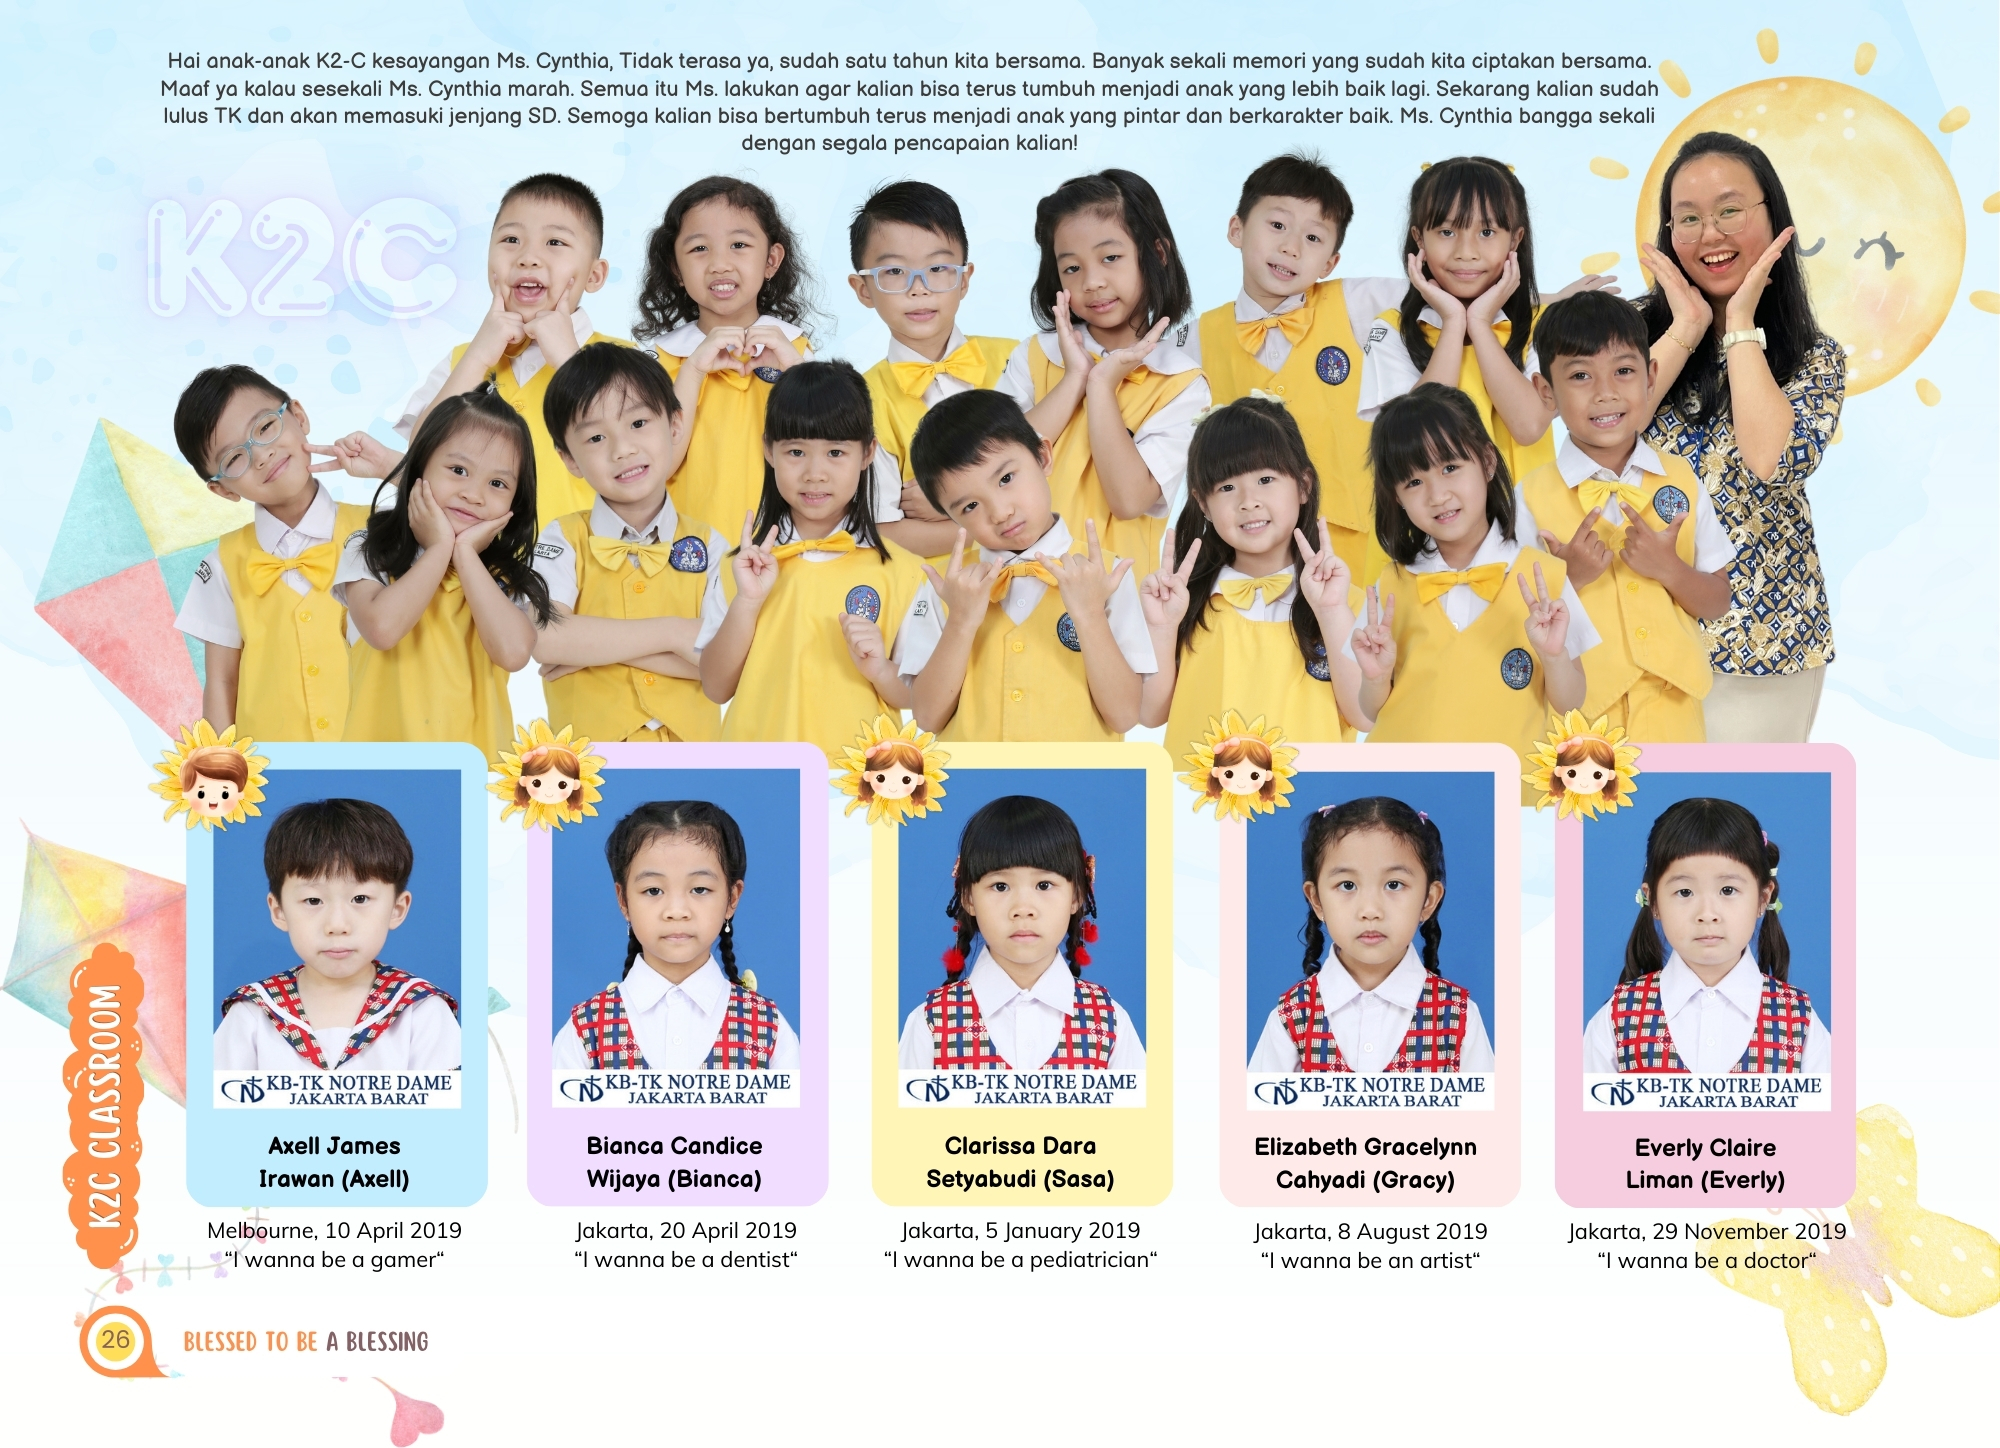 Hai anak-anak K2-C kesayangan Ms. Cynthia, Tidak terasa ya, sudah satu tahun kita bersama. Banyak sekali memori yang sudah kita ciptakan bersama.
Maaf ya kalau sesekali Ms. Cynthia marah. Semua itu Ms. lakukan agar kalian bisa terus tumbuh menjadi anak yang lebih baik lagi. Sekarang kalian sudah
lulus TK dan akan memasuki jenjang SD. Semoga kalian bisa bertumbuh terus menjadi anak yang pintar dan berkarakter baik. Ms. Cynthia bangga sekali
dengan segala pencapaian kalian!
K2C
KB-TK NOTRE DAME
JAKARTA BARAT
Axell James
Irawan (Axell)
Melbourne, 10 April 2019
“I wanna be a gamer“
KB-TK NOTRE DAME
JAKARTA BARAT
Bianca Candice
Wijaya (Bianca)
Jakarta, 20 April 2019
“I wanna be a dentist“
KB-TK NOTRE DAME
JAKARTA BARAT
Clarissa Dara
Setyabudi (Sasa)
Jakarta, 5 January 2019
“I wanna be a pediatrician“
KB-TK NOTRE DAME
JAKARTA BARAT
Elizabeth Gracelynn
Cahyadi (Gracy)
Jakarta, 8 August 2019
“I wanna be an artist“
KB-TK NOTRE DAME
JAKARTA BARAT
Everly Claire
Liman (Everly)
Jakarta, 29 November 2019
“I wanna be a doctor“
K2C CLASSROOM
26
BLESSED TO BE A BLESSING